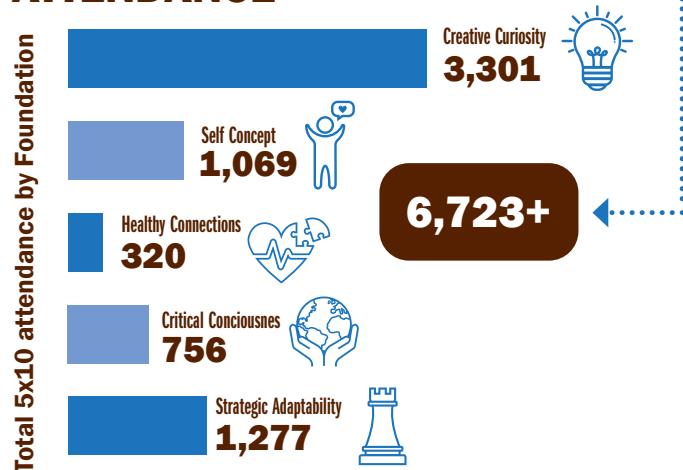 ATTENDANCE
Total 5x10 attendance by Foundation
Creative Curiosity
3,301
Self Concept
1,069
6,723+
Healthy Connections
320
Critical Conciousnes
756
Strategic Adaptability
1,277